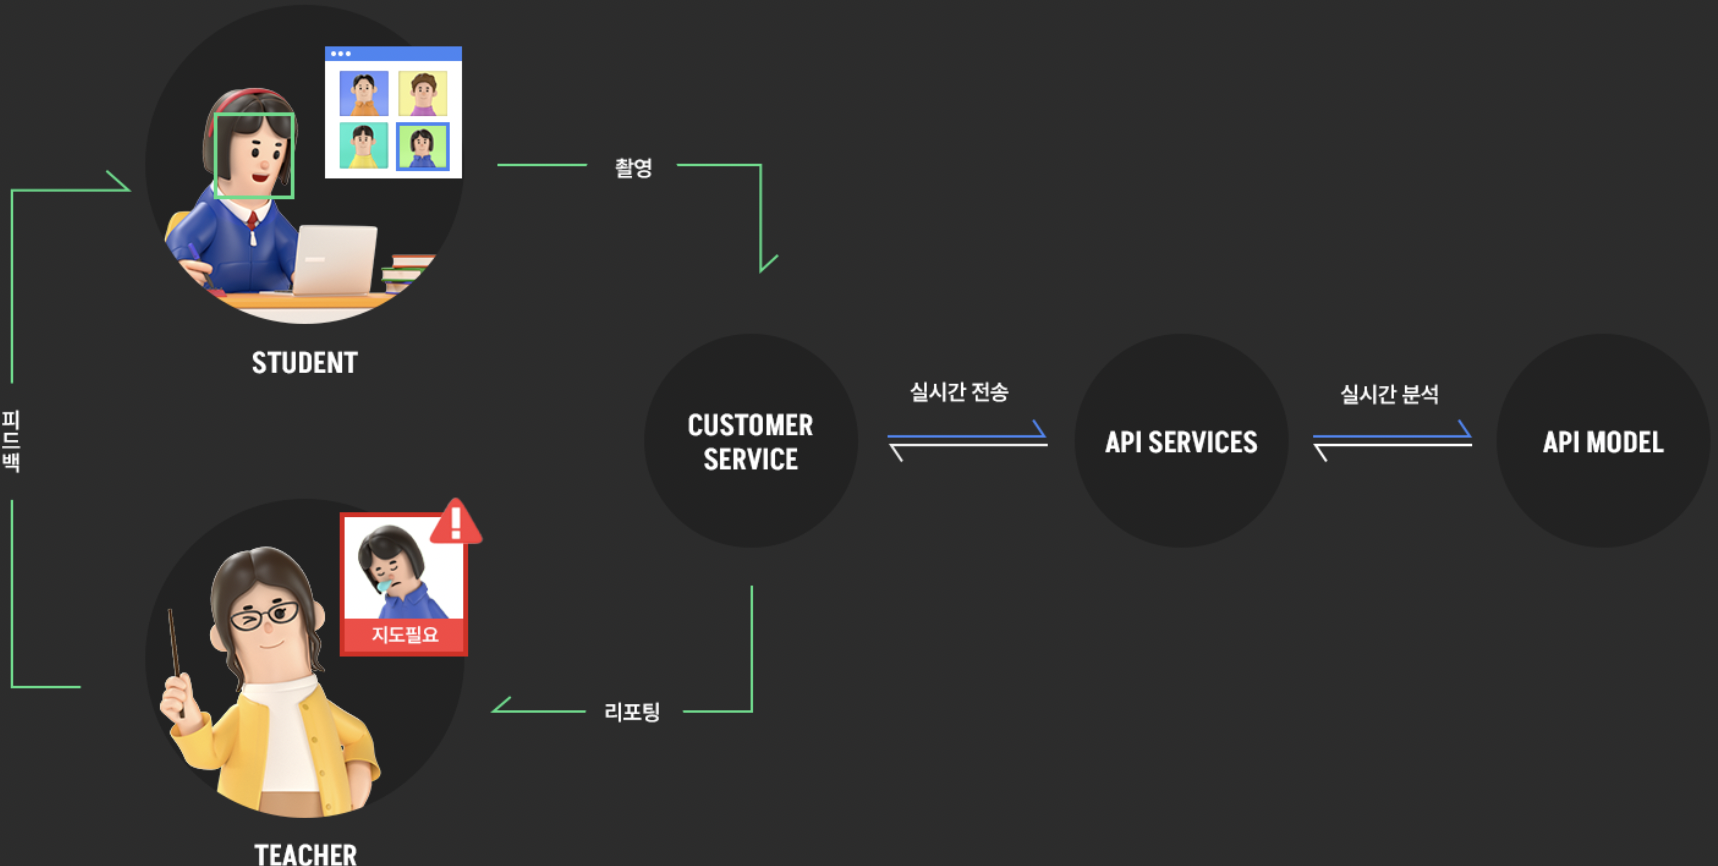 촬영
STUDENT
피드백
CUSTOMER
SERVICE
실시간 전송
API SERVICES
실시간 분석
API MODEL
지도필요
리포팅
TEACHER